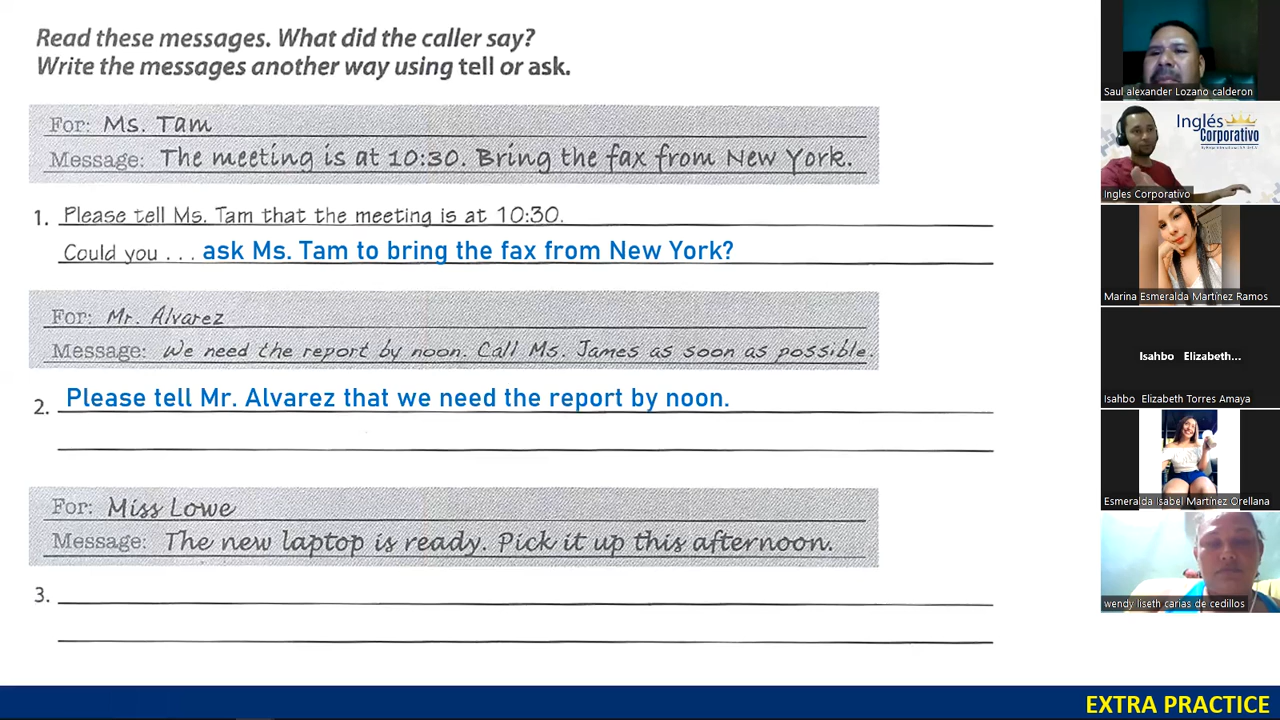 Read these messages. What did the caller say?
Write the messages another way using tell or ask.
For: Ms. Tam
Message: The meeting is at 10:30. Bring the fax from New York.
1. Please tell Ms. Tam that the meeting is at 10:30.
Could you . . . ask Ms. Tam to bring the fax from New York?
For: Mr. Alvarez
Message: We need the report by noon. Call Ms. James as soon as possible.
2. Please tell Mr. Alvarez that we need the report by noon.
For: Miss Lowe
Message: The new laptop is ready. Pick it up this afternoon.
3.
EXTRA PRACTICE
Saul alexander Lozano calderon
Inglés
Corporativo
Ingles Corporativo
Marina Esmeralda Martínez Ramos
Isahbo Elizabeth...
Isahbo Elizabeth Torres Amaya
Esmeralda Isabel Martínez Orellana
wendy liseth carias de cedillos